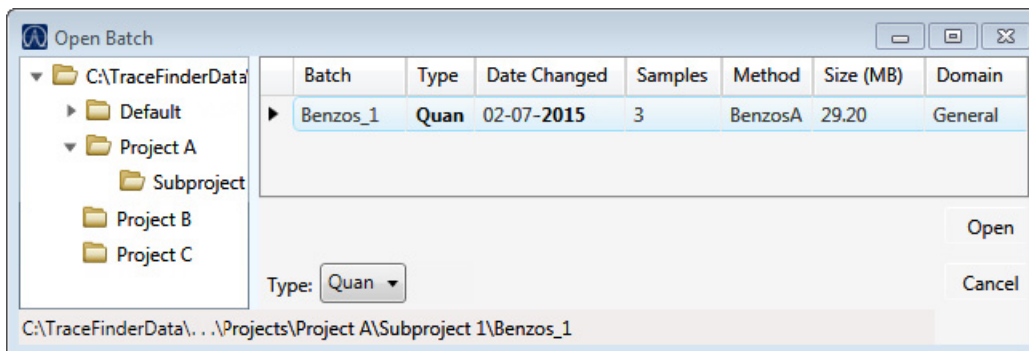 Open Batch
C:\TraceFinderData\
Default
Project A
Subproject
Project B
Project C
Batch Type Date Changed Samples Method Size (MB) Domain
Benzos_1 Quan 02-07-2015 3 BenzosA 29.20 General
Open
Type: Quan
Cancel
C:\TraceFinderData\. . .\Projects\Project A\Subproject 1\Benzos_1